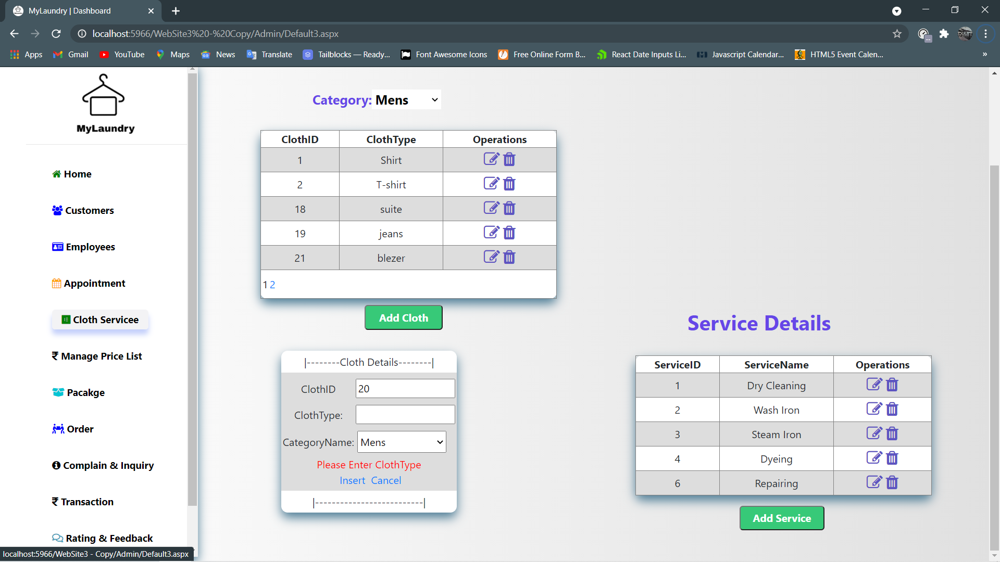 MyLaundry | Dashboard
localhost:5966/WebSite3%20-%20Copy/Admin/Default3.aspx
Apps Gmail YouTube Maps News Translate Tailblocks — Ready... Font Awesome Icons Free Online Form B... React Date Inputs Li... Javascript Calendar... HTML5 Event Calen... »
MyLaundry
Home
Customers
Employees
Appointment
Cloth Servicee
₹ Manage Price List
Pacakge
Order
Complain & Inquiry
₹ Transaction
Rating & Feedback
localhost:5966/WebSite3 - Copy/Admin/Default3.aspx
Category: Mens
ClothID ClothType Operations
1 Shirt
2 T-shirt
18 suite
19 jeans
21 blezer
1 2
Add Cloth
|--------Cloth Details--------|
ClothID 20
ClothType:
CategoryName: Mens
Please Enter ClothType
Insert Cancel
|--------------------------|
Service Details
ServiceID ServiceName Operations
1 Dry Cleaning
2 Wash Iron
3 Steam Iron
4 Dyeing
6 Repairing
Add Service